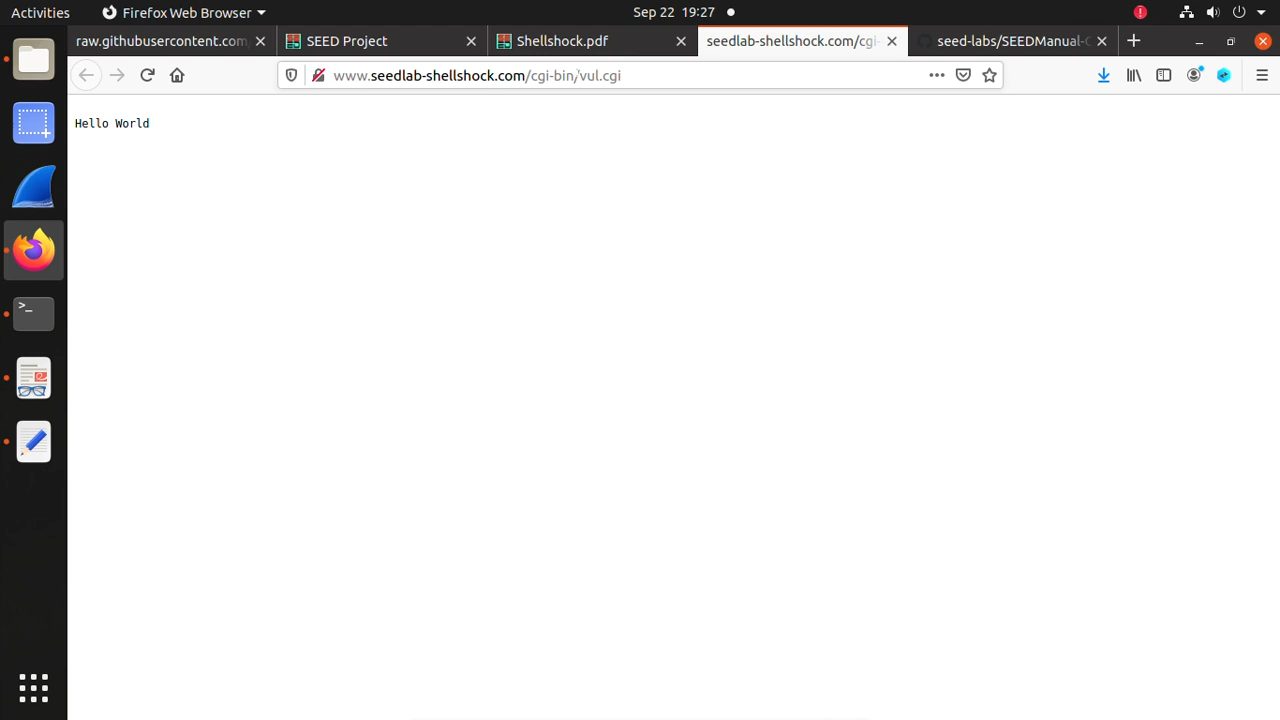 Activities Firefox Web Browser Sep 22 19:27
raw.githubusercontent.com SEED Project Shellshock.pdf seedlab-shellshock.com/cgi- seed-labs/SEEDManual-C
www.seedlab-shellshock.com/cgi-bin/vul.cgi
Hello World